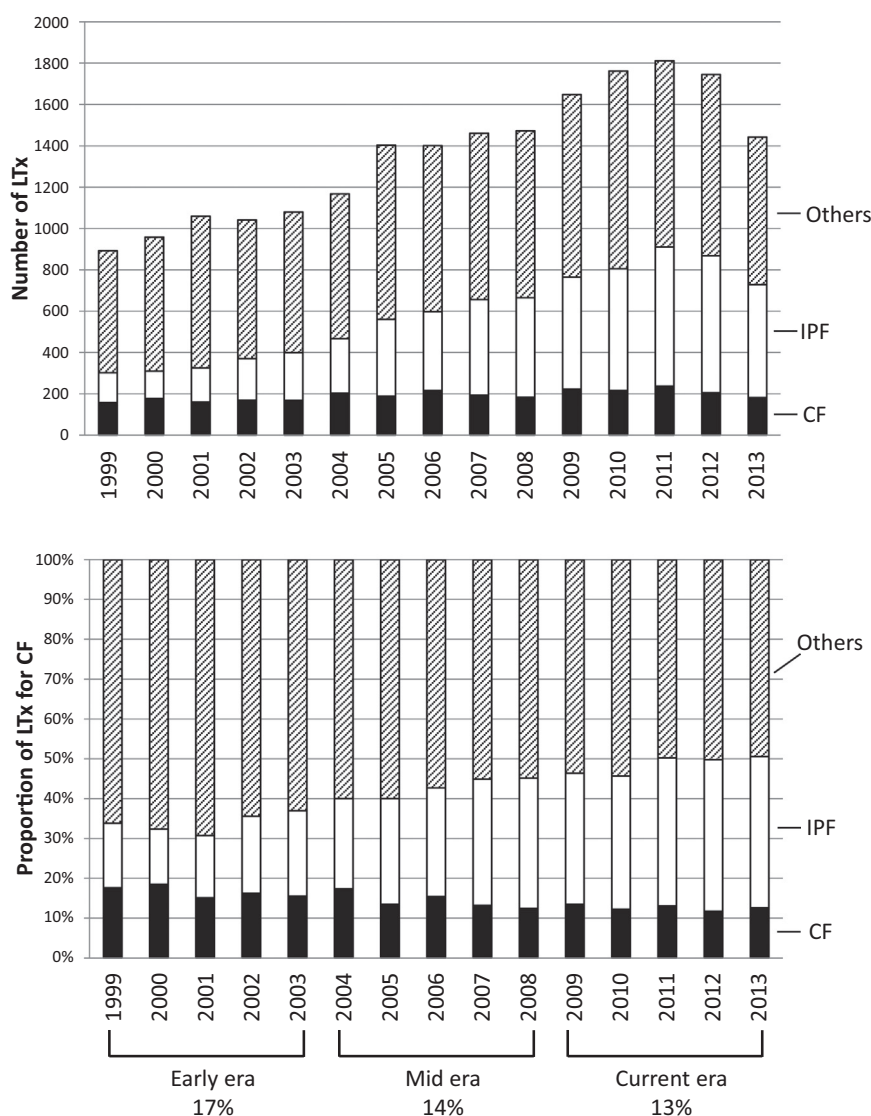 2000
1800
1600
1400
1200
1000
800
600
400
200
0
Number of LTx
Others
IPF
CF
1999 2000 2001 2002 2003 2004 2005 2006 2007 2008 2009 2010 2011 2012 2013
100%
90%
80%
70%
60%
50%
40%
30%
20%
10%
0%
Proportion of LTx for CF
Others
IPF
CF
1999 2000 2001 2002 2003 2004 2005 2006 2007 2008 2009 2010 2011 2012 2013
Early era Mid era Current era
17% 14% 13%